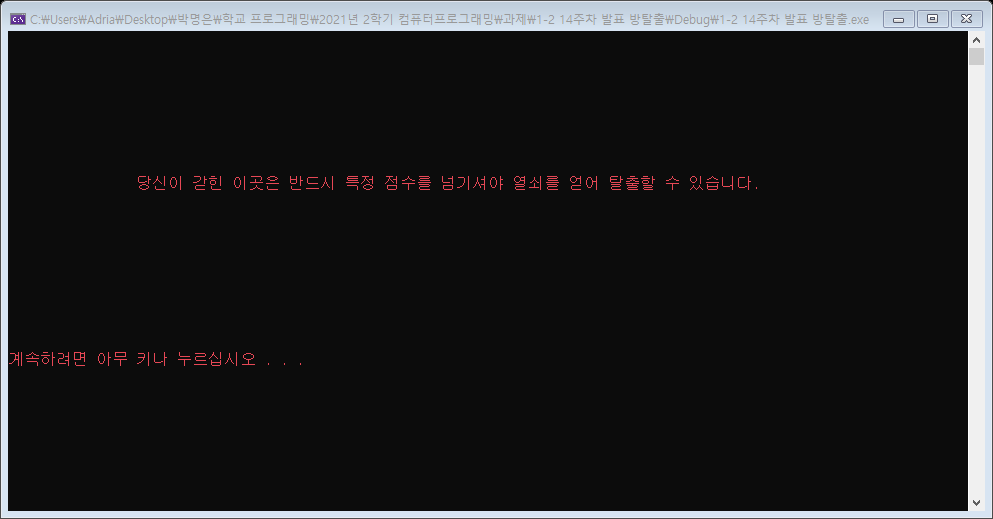 C:₩Users₩Adria₩Desktop₩박명은₩학교 프로그래밍₩2021년 2학기 컴퓨터프로그래밍₩과제₩1-2 14주차 발표 방탈출₩Debug₩1-2 14주차 발표 방탈출.exe
당신이 갇힌 이곳은 반드시 특정 점수를 넘기셔야 열쇠를 얻어 탈출할 수 있습니다.
계속하려면 아무 키나 누르십시오 . . .